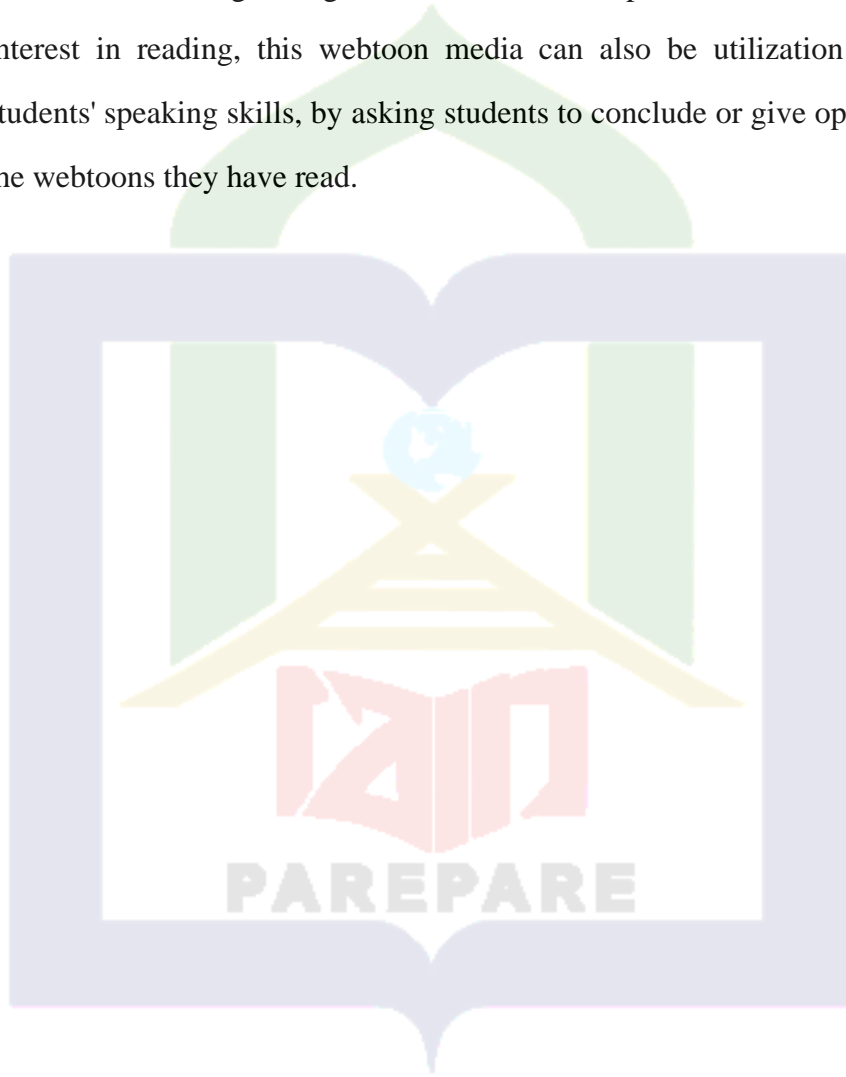 interest in reading, this webtoon media can also be utilization
students' speaking skills, by asking students to conclude or give
the webtoons they have read.
iain
PAREPARE